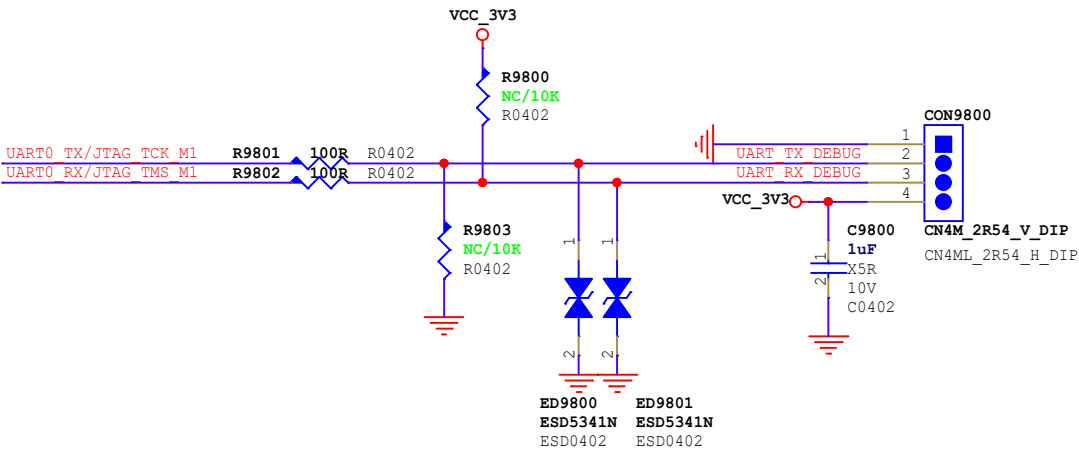 VCC_3V3
R9800
NC/10K
R0402
CON9800
UART0_TX/JTAG_TCK_M1 R9801 100R R0402 UART_TX_DEBUG
UART0_RX/JTAG_TMS_M1 R9802 100R R0402 UART_RX_DEBUG
1
2
3
4
VCC_3V3
R9803
NC/10K
R0402
C9800
1uF
X5R
10V
C0402
1
2
CN4M_2R54_V_DIP
CN4ML_2R54_H_DIP
1 1
2 2
ED9800 ED9801
ESD5341N ESD5341N
ESD0402 ESD0402